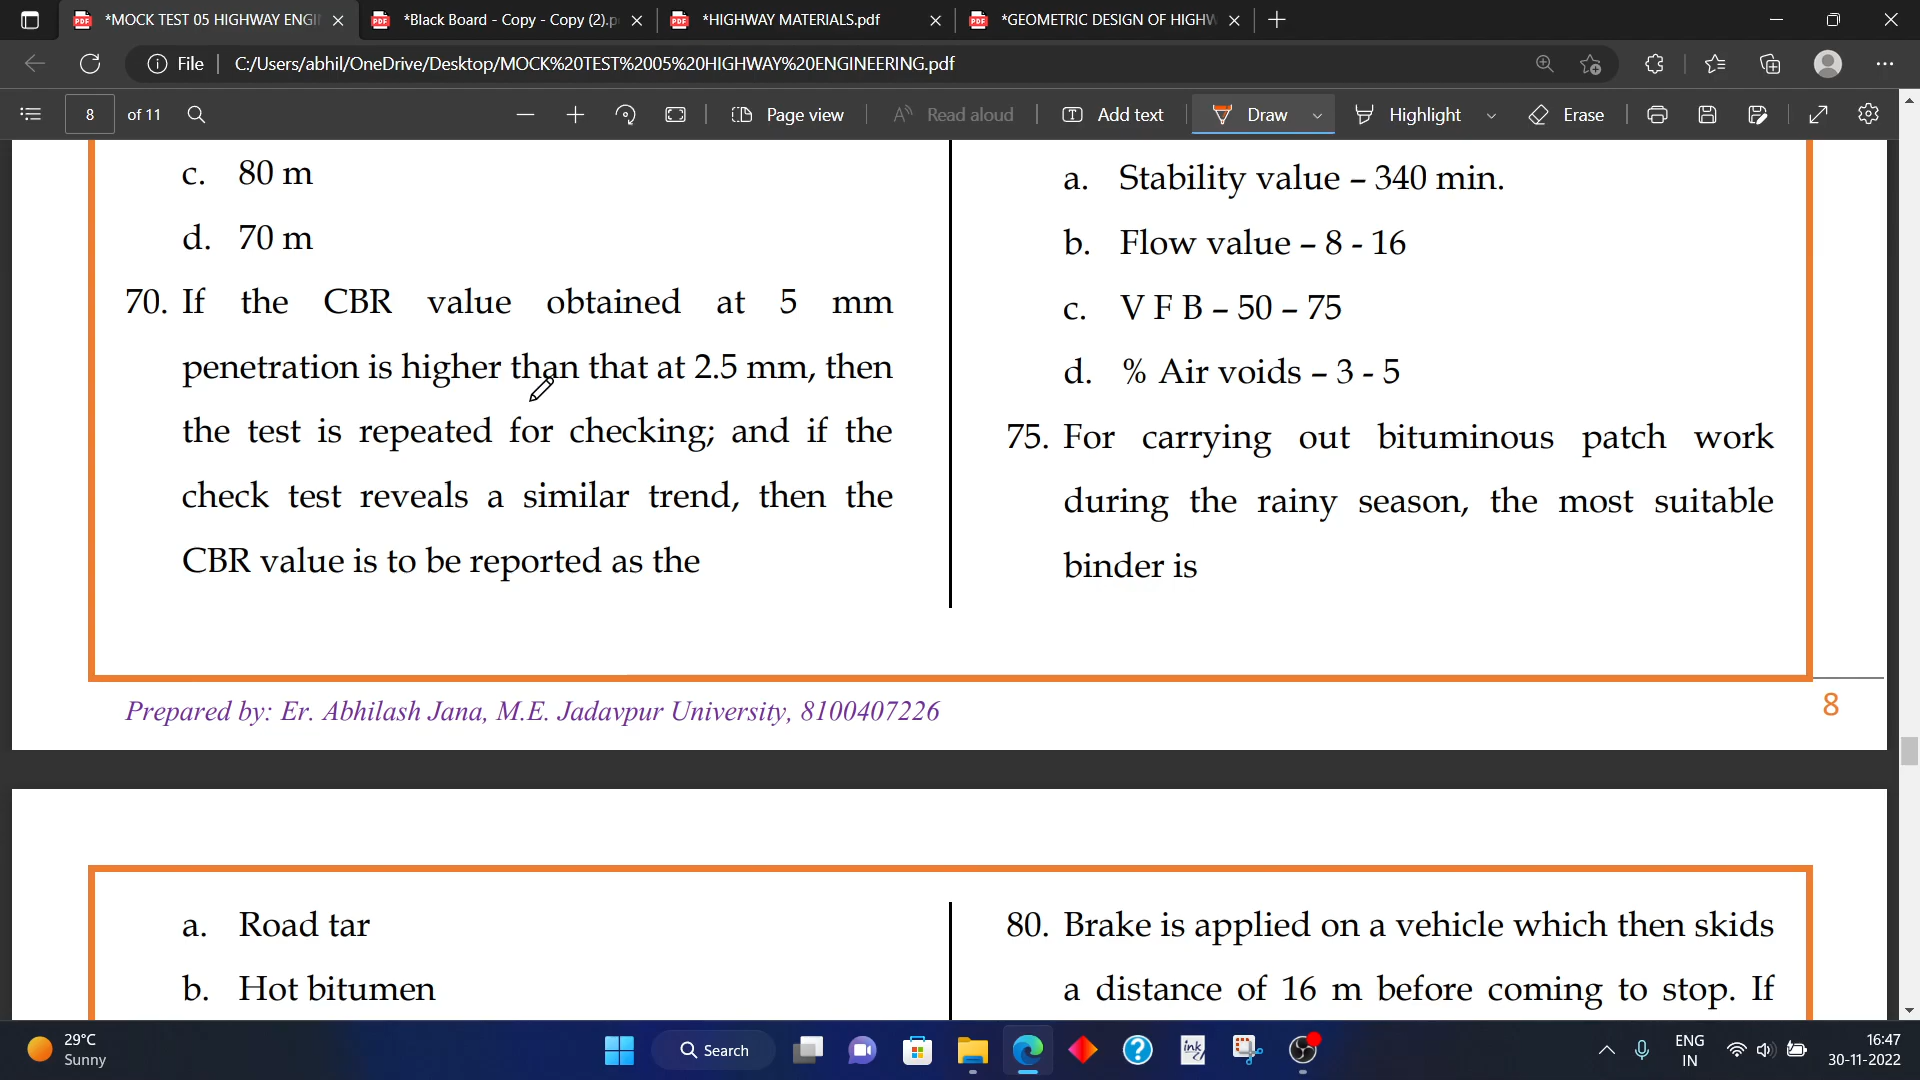 *MOCK TEST 05 HIGHWAY ENGI
*Black Board - Copy - Copy (2).p
*HIGHWAY MATERIALS.pdf
*GEOMETRIC DESIGN OF HIGHW
File
C:/Users/abhil/OneDrive/Desktop/MOCK%20TEST%2005%20HIGHWAY%20ENGINEERING.pdf
8 of 11
Page view
Read aloud
Add text
Draw
Highlight
Erase
c. 80 m
d. 70 m
70. If the CBR value obtained at 5 mm
penetration is higher than that at 2.5 mm, then
the test is repeated for checking; and if the
check test reveals a similar trend, then the
CBR value is to be reported as the
a. Stability value – 340 min.
b. Flow value – 8 - 16
c. V F B – 50 – 75
d. % Air voids – 3 - 5
75. For carrying out bituminous patch work
during the rainy season, the most suitable
binder is
Prepared by: Er. Abhilash Jana, M.E. Jadavpur University, 8100407226
8
a. Road tar
b. Hot bitumen
80. Brake is applied on a vehicle which then skids
a distance of 16 m before coming to stop. If
29°C
Sunny
Search
ink
ENG
IN
16:47
30-11-2022